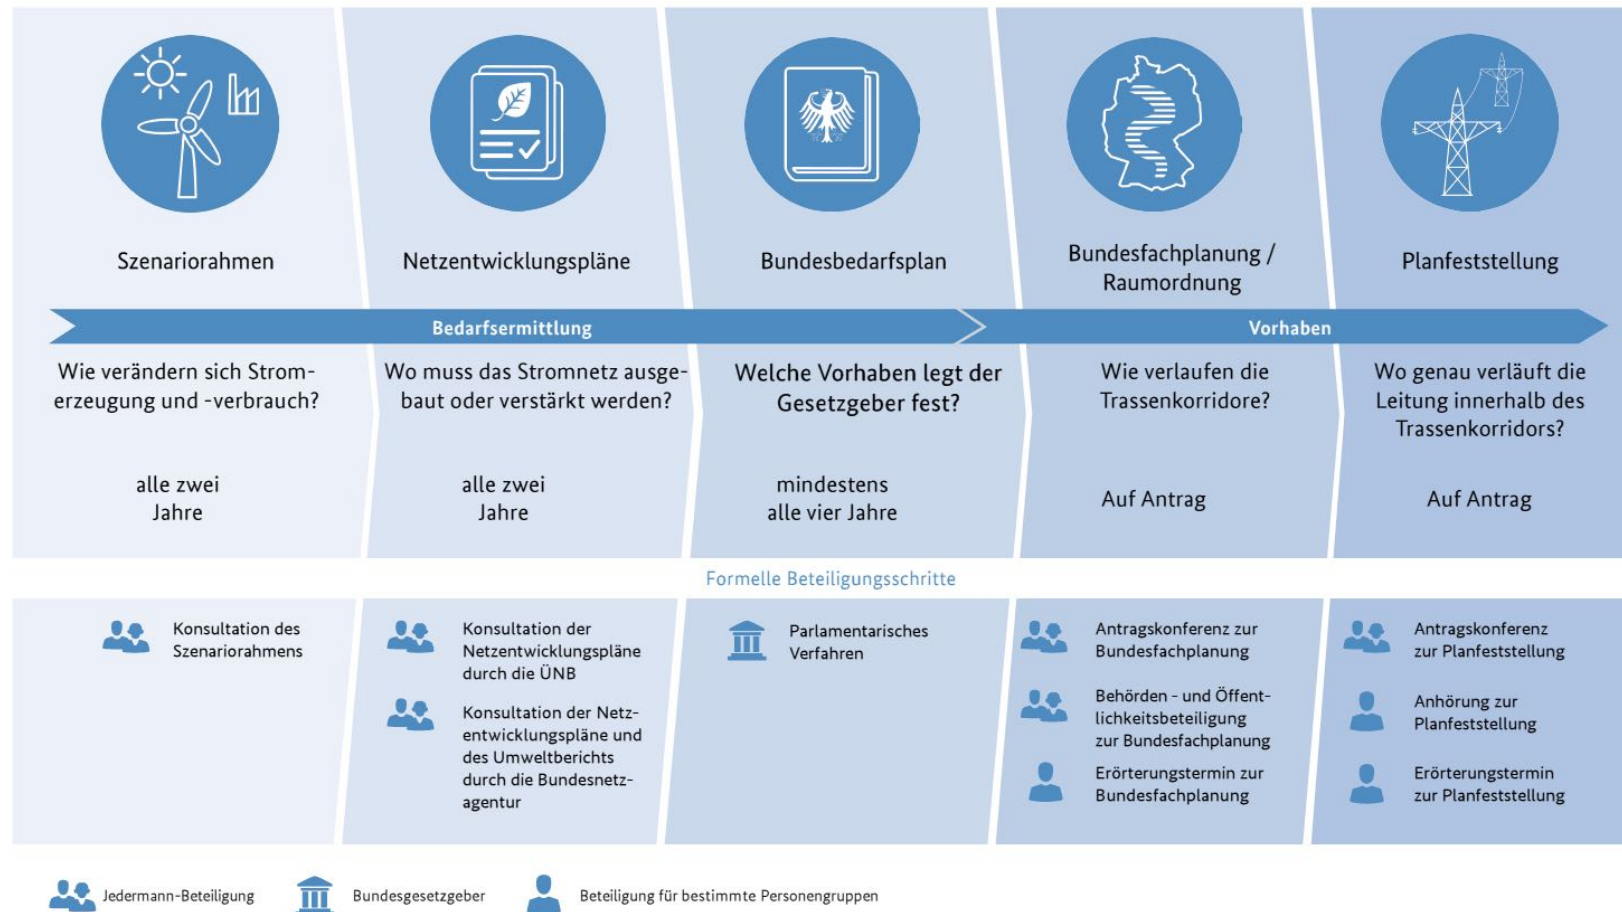 Szenariorahmen
Netzentwicklungspläne
Bundesbedarfsplan
Bundesfachplanung /
Raumordnung
Planfeststellung
Bedarfsermittlung
Vorhaben
Wie verändern sich Strom-
erzeugung und -verbrauch?
Wo muss das Stromnetz ausge-
baut oder verstärkt werden?
Welche Vorhaben legt der
Gesetzgeber fest?
Wie verlaufen die
Trassenkorridore?
Wo genau verläuft die
Leitung innerhalb des
Trassenkorridors?
alle zwei
Jahre
alle zwei
Jahre
mindestens
alle vier Jahre
Auf Antrag
Auf Antrag
Formelle Beteiligungsschritte
Konsultation des
Szenariorahmens
Konsultation der
Netzentwicklungspläne
durch die ÜNB
Konsultation der Netz-
entwicklungspläne und
des Umweltberichts
durch die Bundesnetz-
agentur
Parlamentarisches
Verfahren
Antragskonferenz zur
Bundesfachplanung
Behörden - und Öffent-
lichkeitsbeteiligung
zur Bundesfachplanung
Erörterungstermin zur
Bundesfachplanung
Antragskonferenz
zur Planfeststellung
Anhörung zur
Planfeststellung
Erörterungstermin
zur Planfeststellung
Jedermann-Beteiligung
Bundesgesetzgeber
Beteiligung für bestimmte Personengruppen